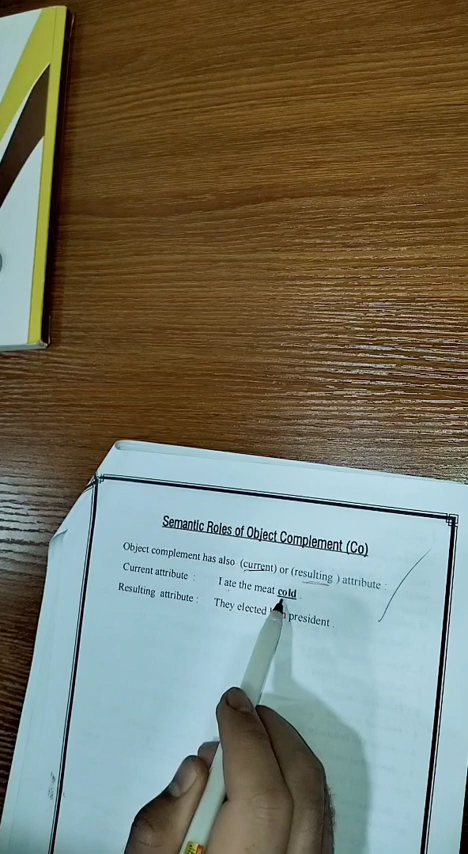 Semantic Roles of Object Complement (Co)
Object complement has also (current) or (resulting ) attribute :
Current attribute : I ate the meat cold .
Resulting attribute : They elected president .